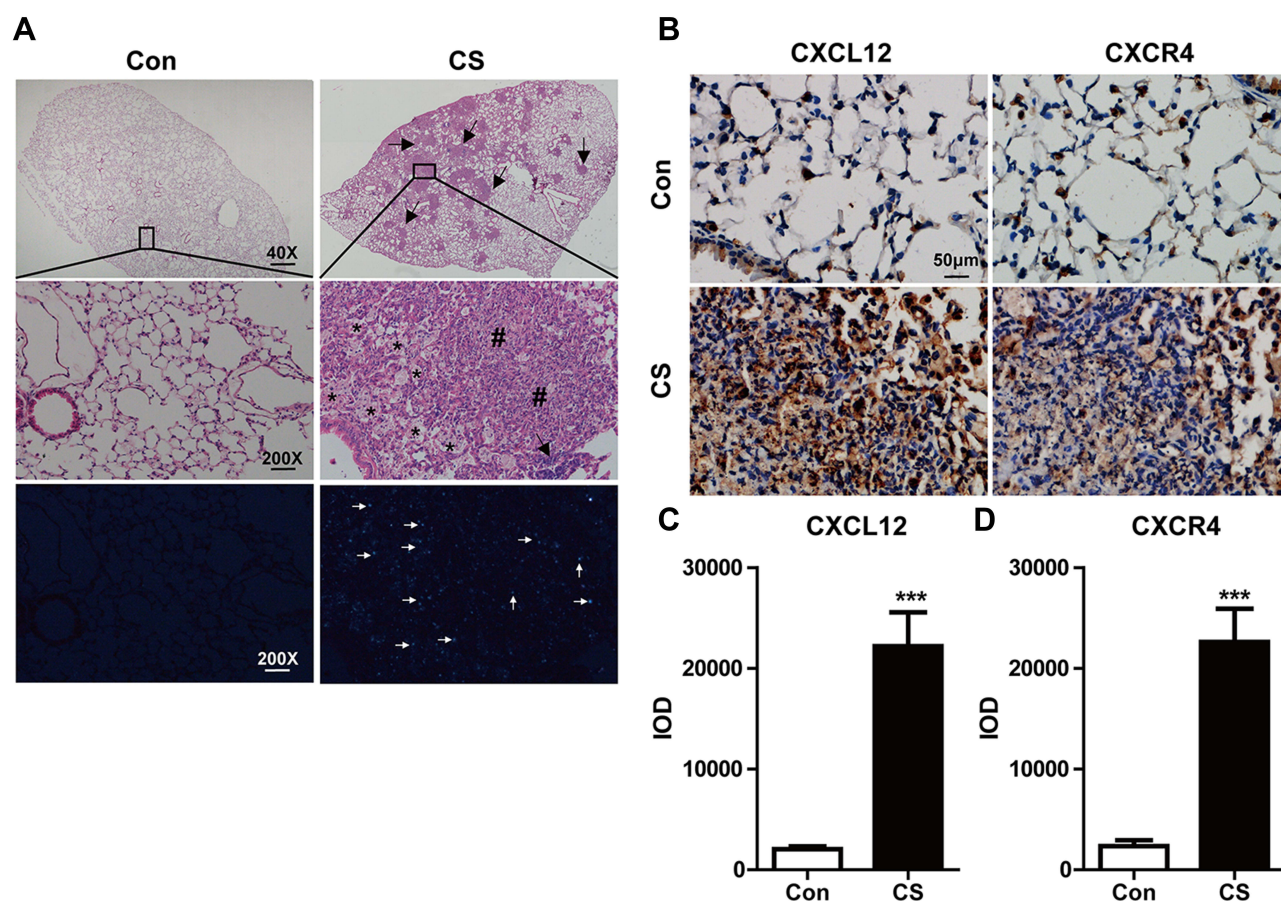 A
Con
CS
40X
200X
* * * * * * *
# #
200X
B
CXCL12
CXCR4
Con
50µm
CS
C
CXCL12
30000
20000
10000
0
IOD
***
Con
CS
D
CXCR4
30000
20000
10000
0
IOD
***
Con
CS